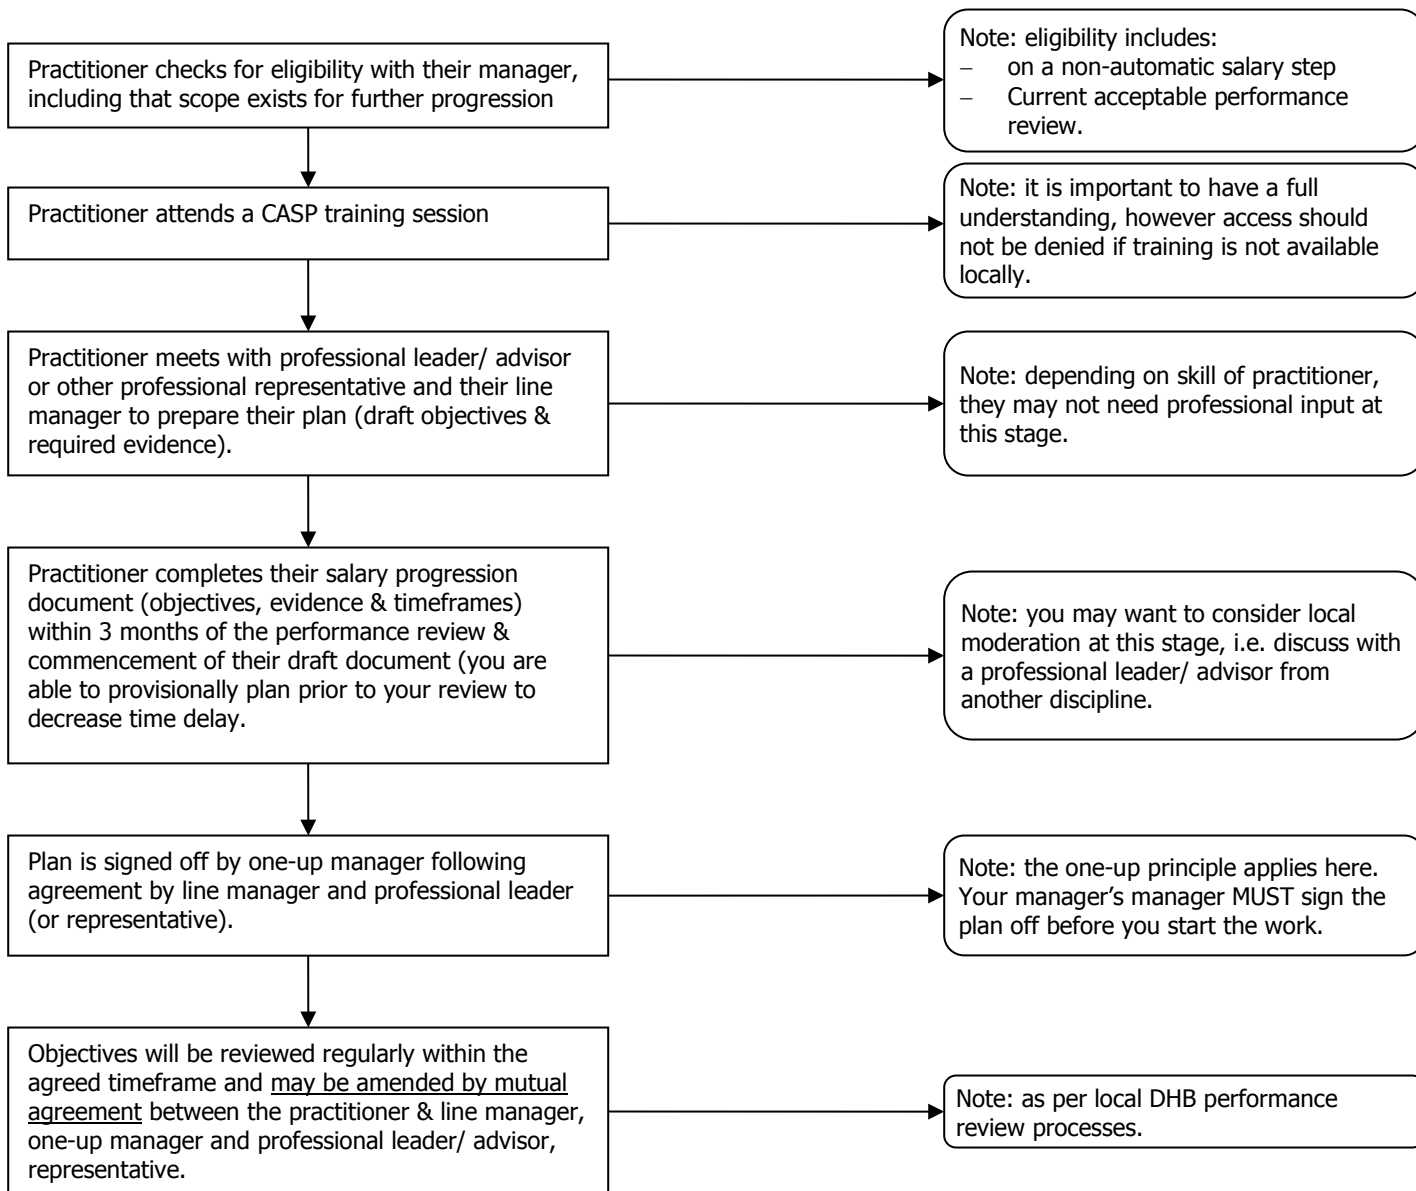 Practitioner checks for eligibility with their manager,
including that scope exists for further progression
Note: eligibility includes:
– on a non-automatic salary step
– Current acceptable performance
review.
Practitioner attends a CASP training session
Note: it is important to have a full
understanding, however access should
not be denied if training is not available
locally.
Practitioner meets with professional leader/ advisor
or other professional representative and their line
manager to prepare their plan (draft objectives &
required evidence).
Note: depending on skill of practitioner,
they may not need professional input at
this stage.
Practitioner completes their salary progression
document (objectives, evidence & timeframes)
within 3 months of the performance review &
commencement of their draft document (you are
able to provisionally plan prior to your review to
decrease time delay.
Note: you may want to consider local
moderation at this stage, i.e. discuss with
a professional leader/ advisor from
another discipline.
Plan is signed off by one-up manager following
agreement by line manager and professional leader
(or representative).
Note: the one-up principle applies here.
Your manager’s manager MUST sign the
plan off before you start the work.
Objectives will be reviewed regularly within the
agreed timeframe and may be amended by mutual
agreement between the practitioner & line manager,
one-up manager and professional leader/ advisor,
representative.
Note: as per local DHB performance
review processes.